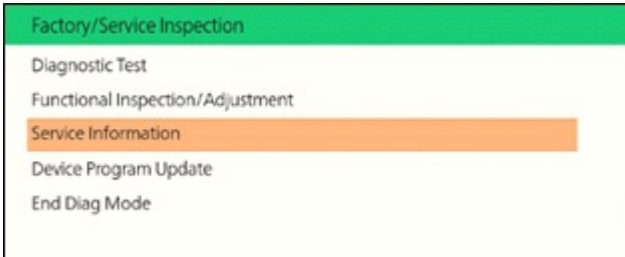 Factory/Service Inspection
Diagnostic Test
Functional Inspection/Adjustment
Service Information
Device Program Update
End Diag Mode